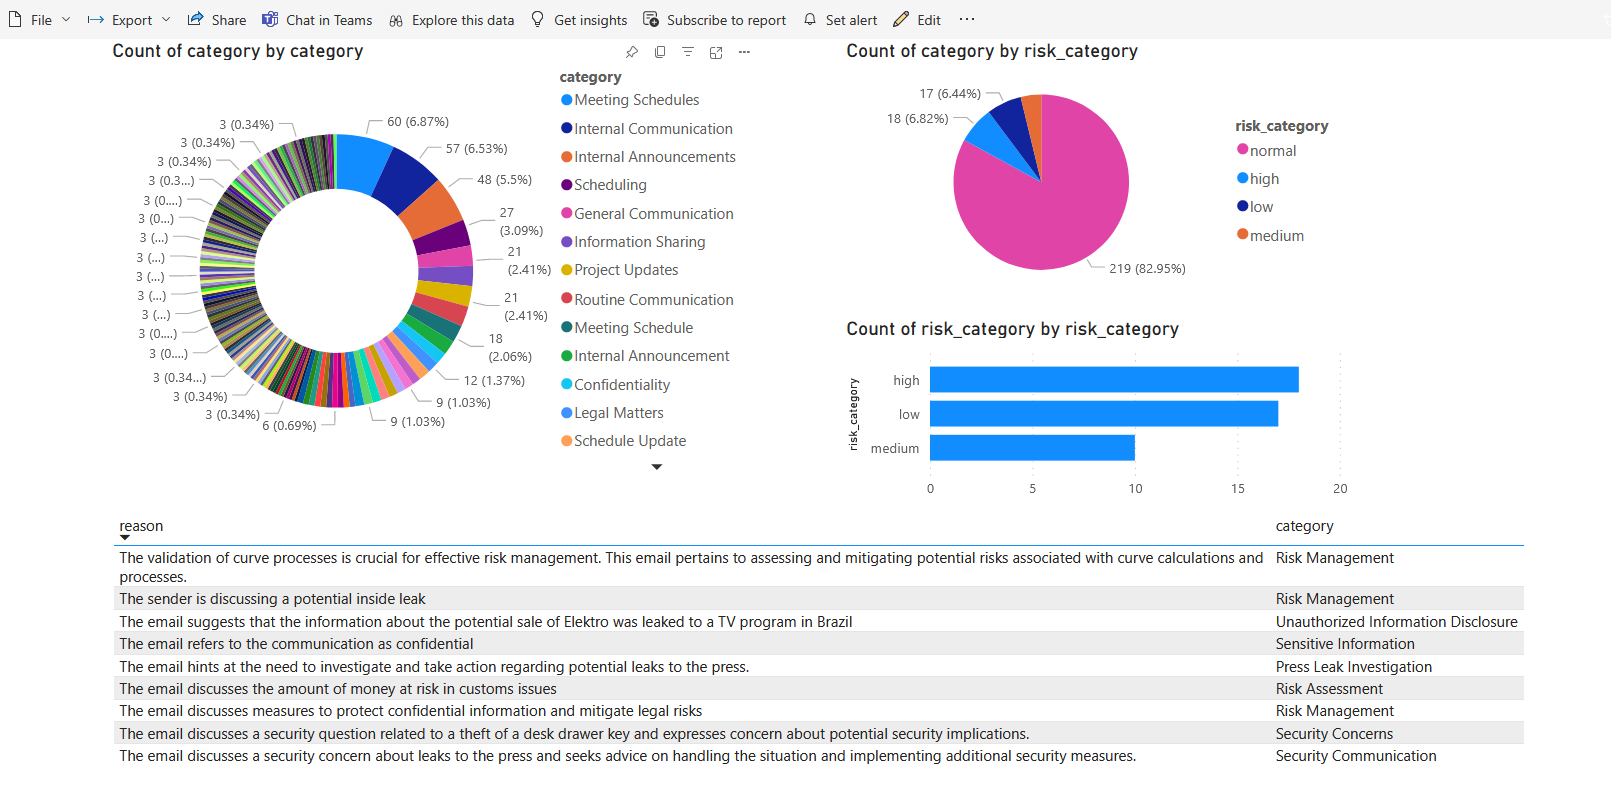 File Export Share Chat in Teams Explore this data Get insights Subscribe to report Set alert Edit ...
Count of category by category
60 (6.87%)
57 (6.53%)
48 (5.5%)
27
(3.09%)
21
(2.41%)
21
(2.41%)
18
(2.06%)
12 (1.37%)
9 (1.03%)
9 (1.03%)
6 (0.69%)
3 (0.34%)
3 (0.34%)
3 (0.34...)
3 (0....)
3 (0....)
3 (...)
3 (...)
3 (...)
3 (...)
3 (...)
3 (0...)
3 (0....)
3 (0.3...)
3 (0.34%)
3 (0.34%)
3 (0.34%)
category
Meeting Schedules
Internal Communication
Internal Announcements
Scheduling
General Communication
Information Sharing
Project Updates
Routine Communication
Meeting Schedule
Internal Announcement
Confidentiality
Legal Matters
Schedule Update
Count of category by risk_category
17 (6.44%)
18 (6.82%)
219 (82.95%)
risk_category
normal
high
low
medium
Count of risk_category by risk_category
risk_category
high
low
medium
0 5 10 15 20
reason category
The validation of curve processes is crucial for effective risk management. This email pertains to assessing and mitigating potential risks associated with curve calculations and Risk Management
processes.
The sender is discussing a potential inside leak Risk Management
The email suggests that the information about the potential sale of Elektro was leaked to a TV program in Brazil Unauthorized Information Disclosure
The email refers to the communication as confidential Sensitive Information
The email hints at the need to investigate and take action regarding potential leaks to the press. Press Leak Investigation
The email discusses the amount of money at risk in customs issues Risk Assessment
The email discusses measures to protect confidential information and mitigate legal risks Risk Management
The email discusses a security question related to a theft of a desk drawer key and expresses concern about potential security implications. Security Concerns
The email discusses a security concern about leaks to the press and seeks advice on handling the situation and implementing additional security measures. Security Communication